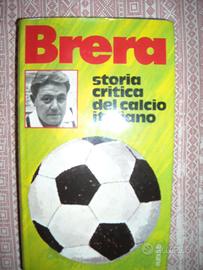 Brera
storia
critica
del calcio
italiano